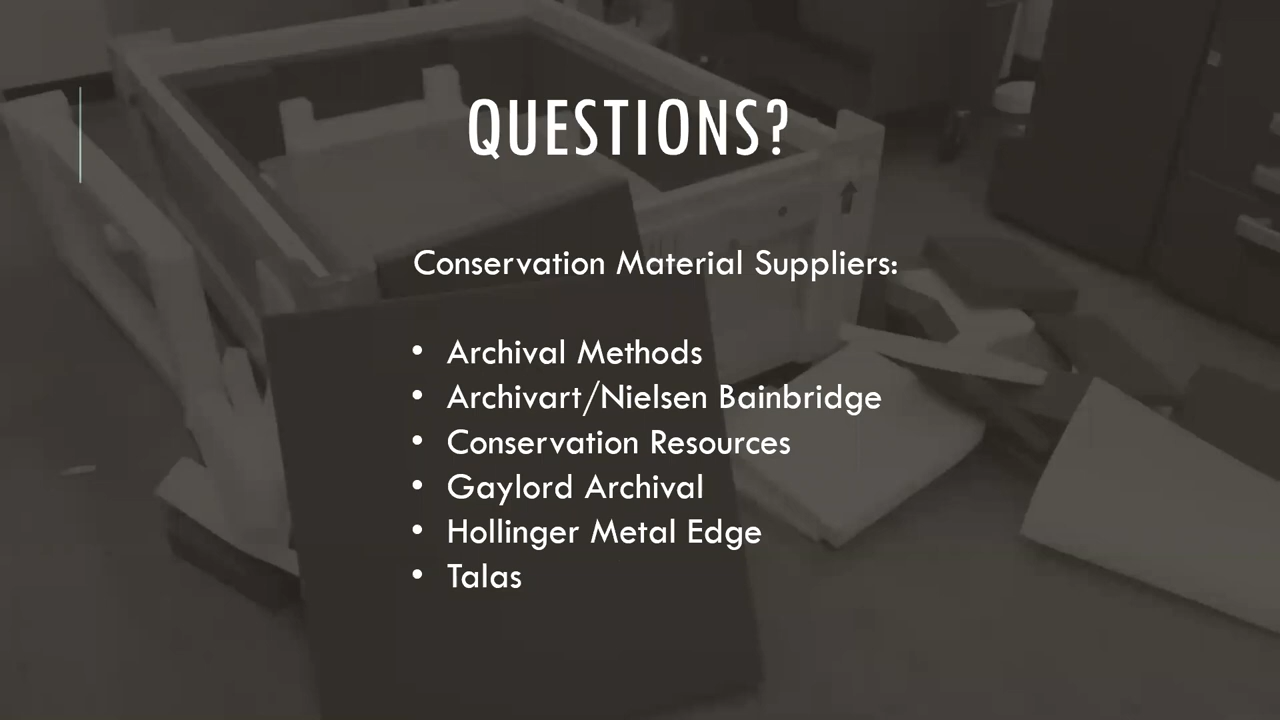 QUESTIONS?
Conservation Material Suppliers:
• Archival Methods
• Archivart/Nielsen Bainbridge
• Conservation Resources
• Gaylord Archival
• Hollinger Metal Edge
• Talas